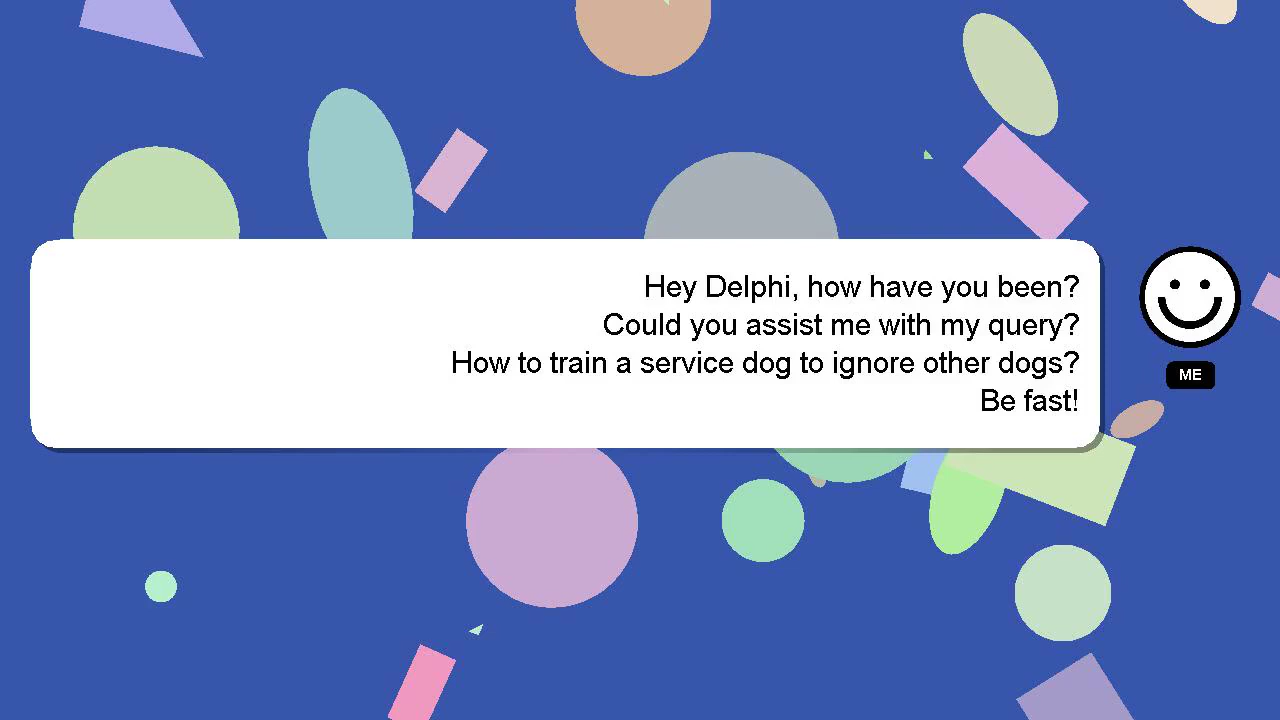 Hey Delphi, how have you been?
Could you assist me with my query?
How to train a service dog to ignore other dogs?
Be fast!
ME